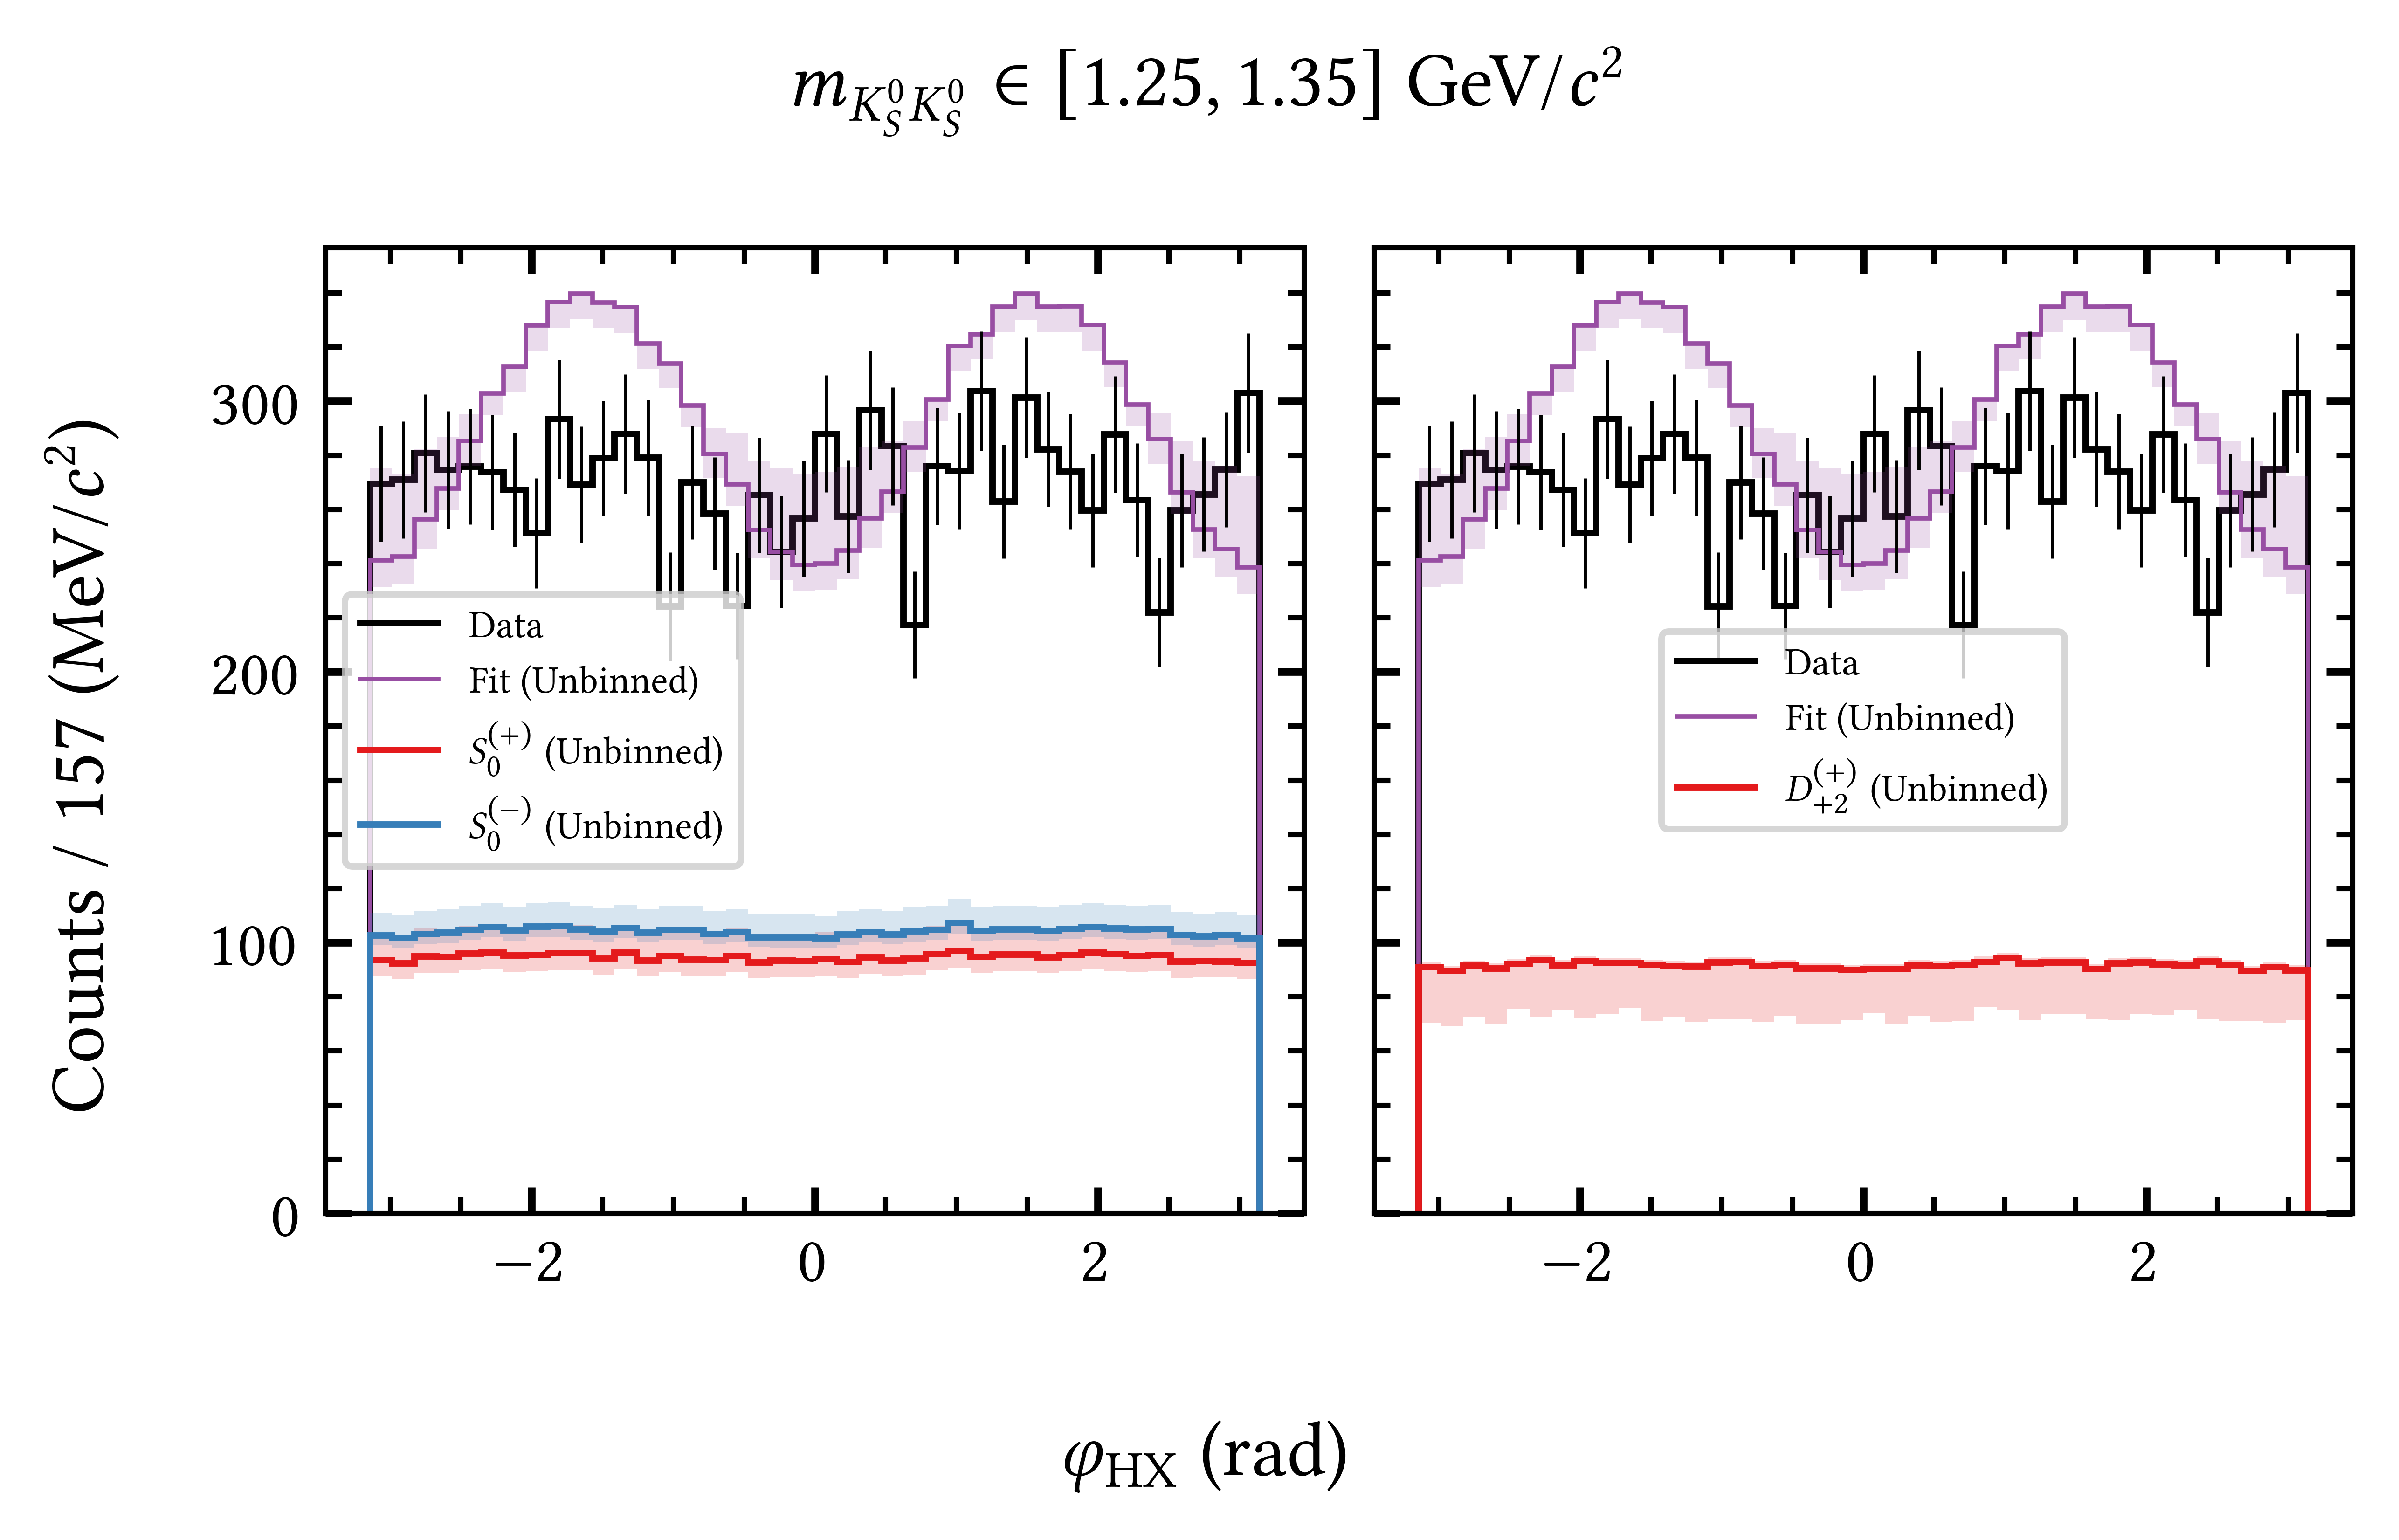 m_{K_S^0 K_S^0} ∈ [1.25, 1.35] GeV/c²
Counts / 157 (MeV/c²)
300
200
100
0
Data
Fit (Unbinned)
S_0^{(+)} (Unbinned)
S_0^{(−)} (Unbinned)
−2 0 2
Data
Fit (Unbinned)
D_{+2}^{(+)} (Unbinned)
−2 0 2
φ_{HX} (rad)